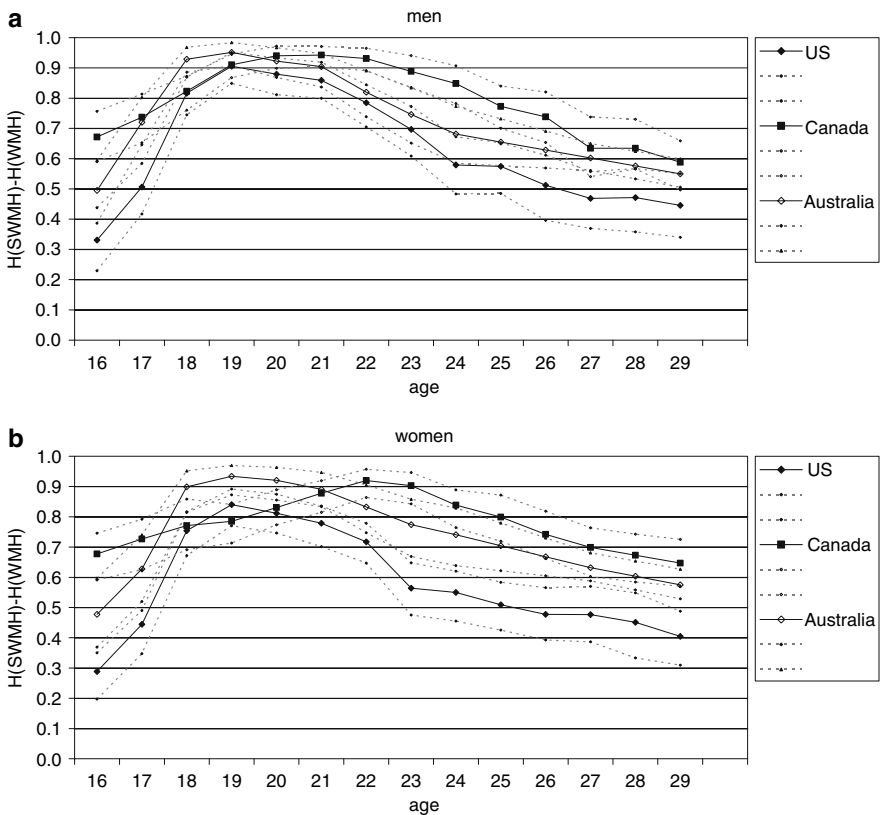 a
men
H(SWMH)-H(WMH)
1.0
0.9
0.8
0.7
0.6
0.5
0.4
0.3
0.2
0.1
0.0
16 17 18 19 20 21 22 23 24 25 26 27 28 29
age
US
Canada
Australia
b
women
H(SWMH)-H(WMH)
1.0
0.9
0.8
0.7
0.6
0.5
0.4
0.3
0.2
0.1
0.0
16 17 18 19 20 21 22 23 24 25 26 27 28 29
age
US
Canada
Australia